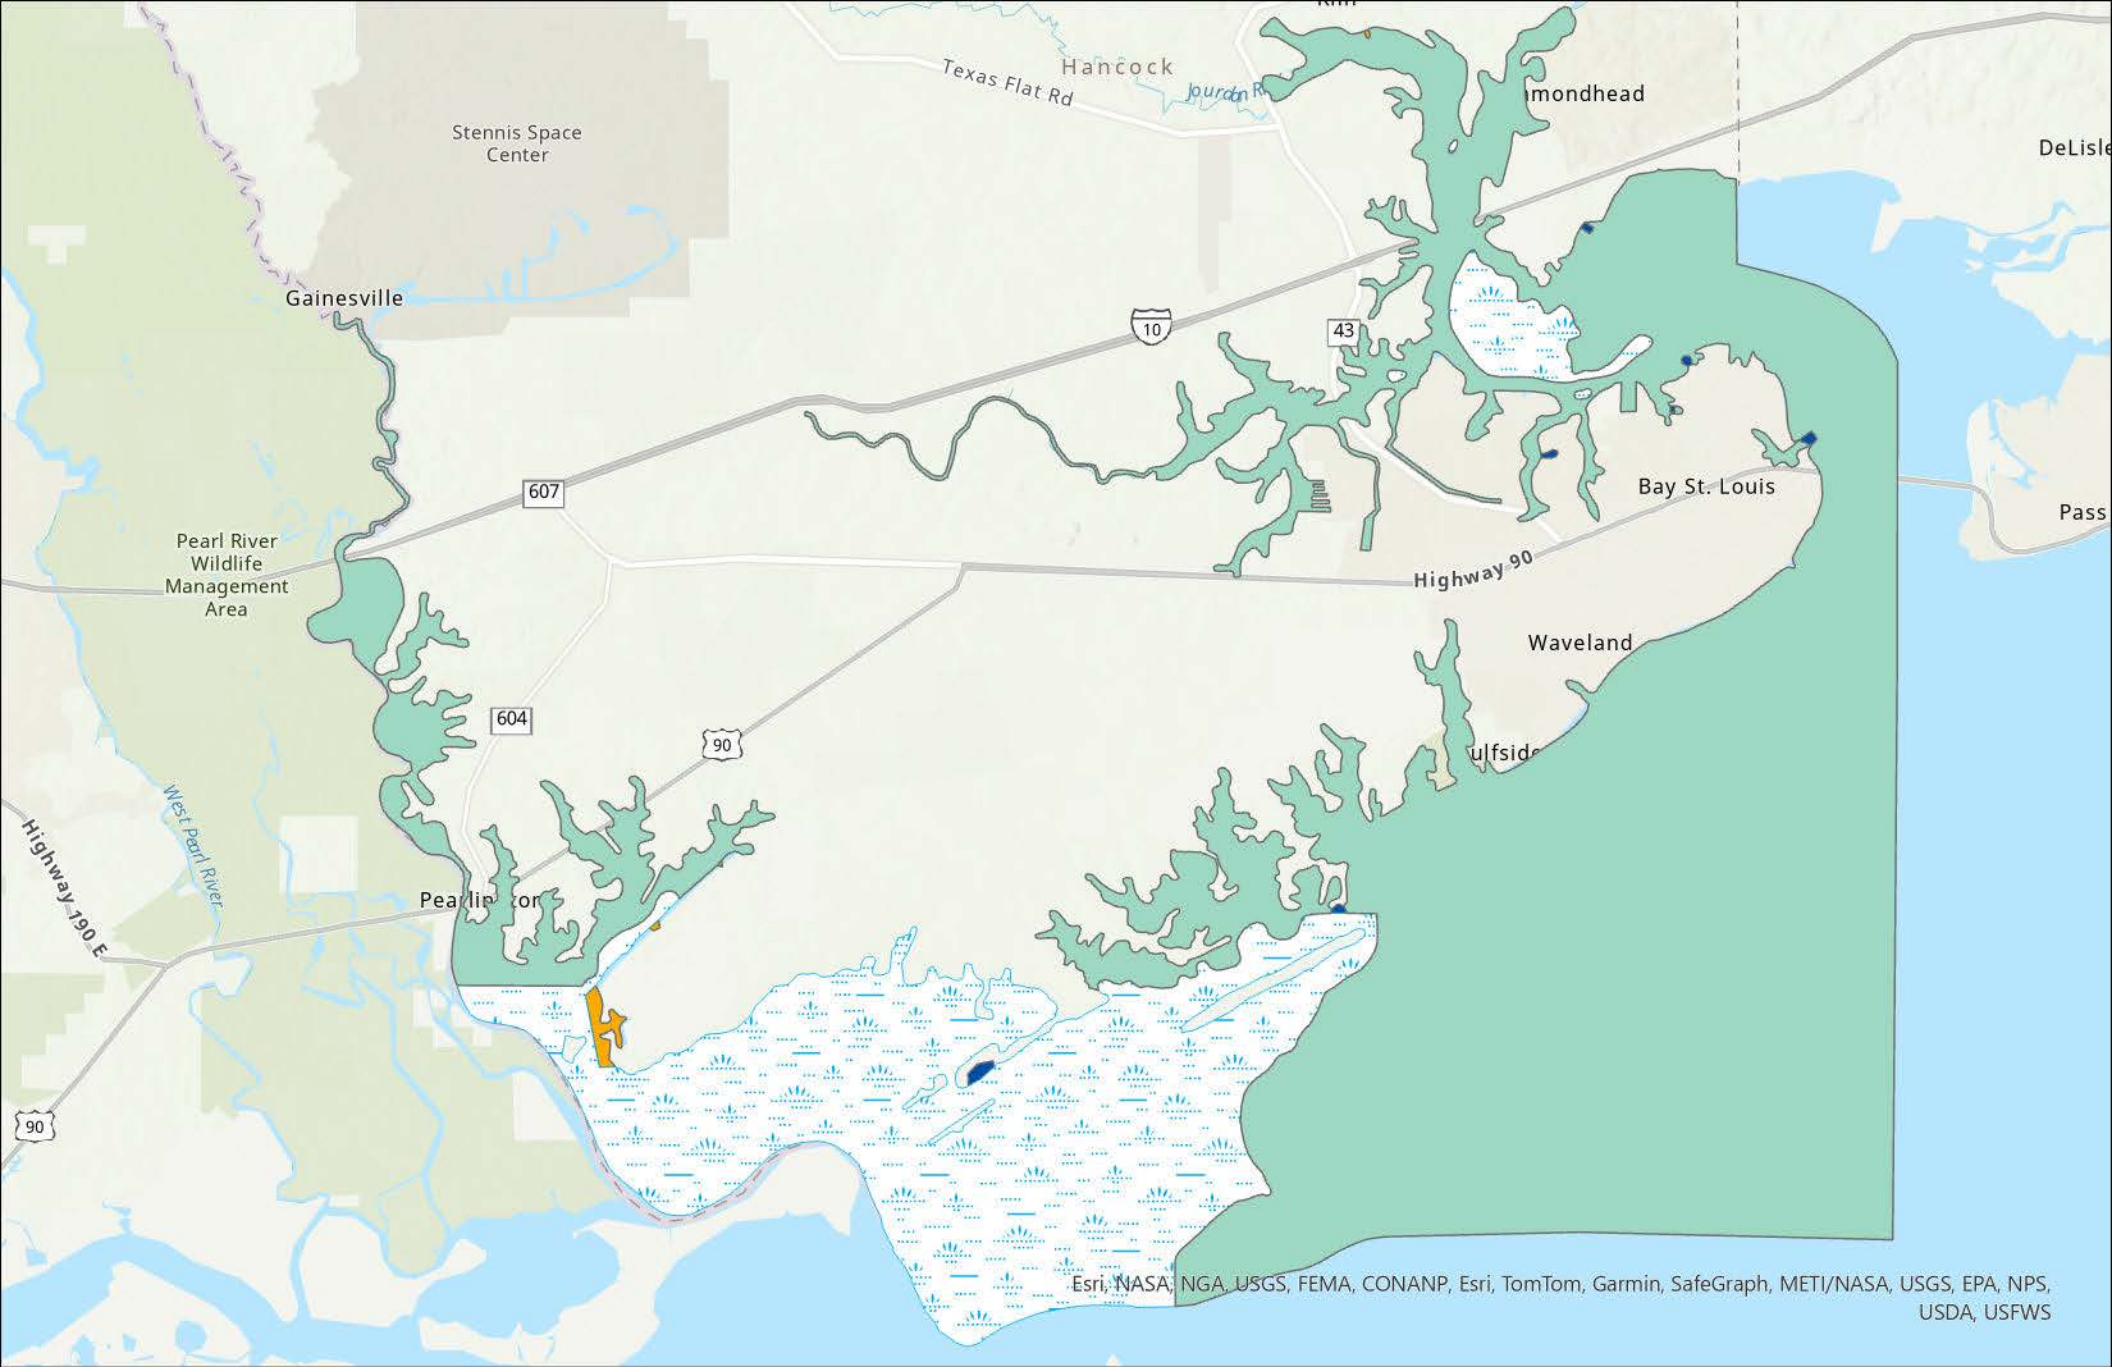 Hancock
Texas Flat Rd
Jourdan R
mondhead
Stennis Space
Center
DeLisle
Gainesville
10
43
607
Bay St. Louis
Pass
Pearl River
Wildlife
Management
Area
Highway 90
Waveland
604
90
ulfside
West Pearl River
Highway 190 E
90
Esri, NASA, NGA, USGS, FEMA, CONANP, Esri, TomTom, Garmin, SafeGraph, METI/NASA, USGS, EPA, NPS,
USDA, USFWS